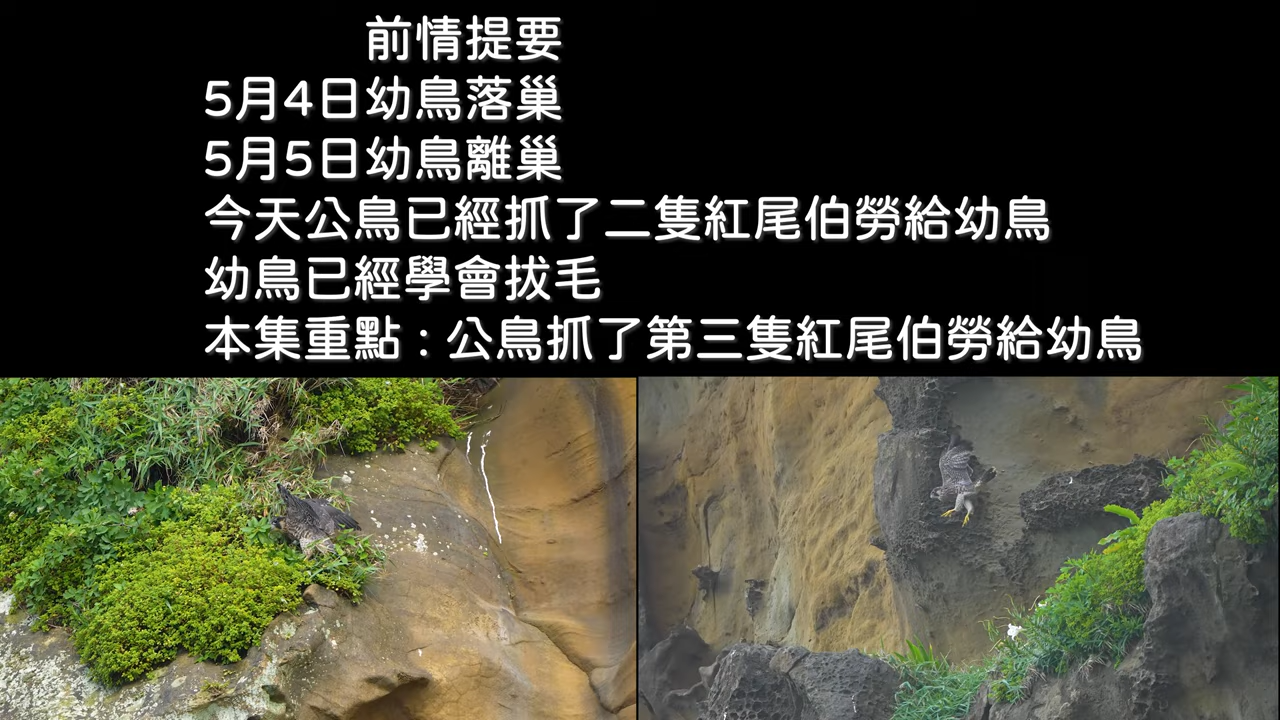 前情提要
5月4日幼鳥落巢
5月5日幼鳥離巢
今天公鳥已經抓了二隻紅尾伯勞給幼鳥
幼鳥已經學會拔毛
本集重點：公鳥抓了第三隻紅尾伯勞給幼鳥